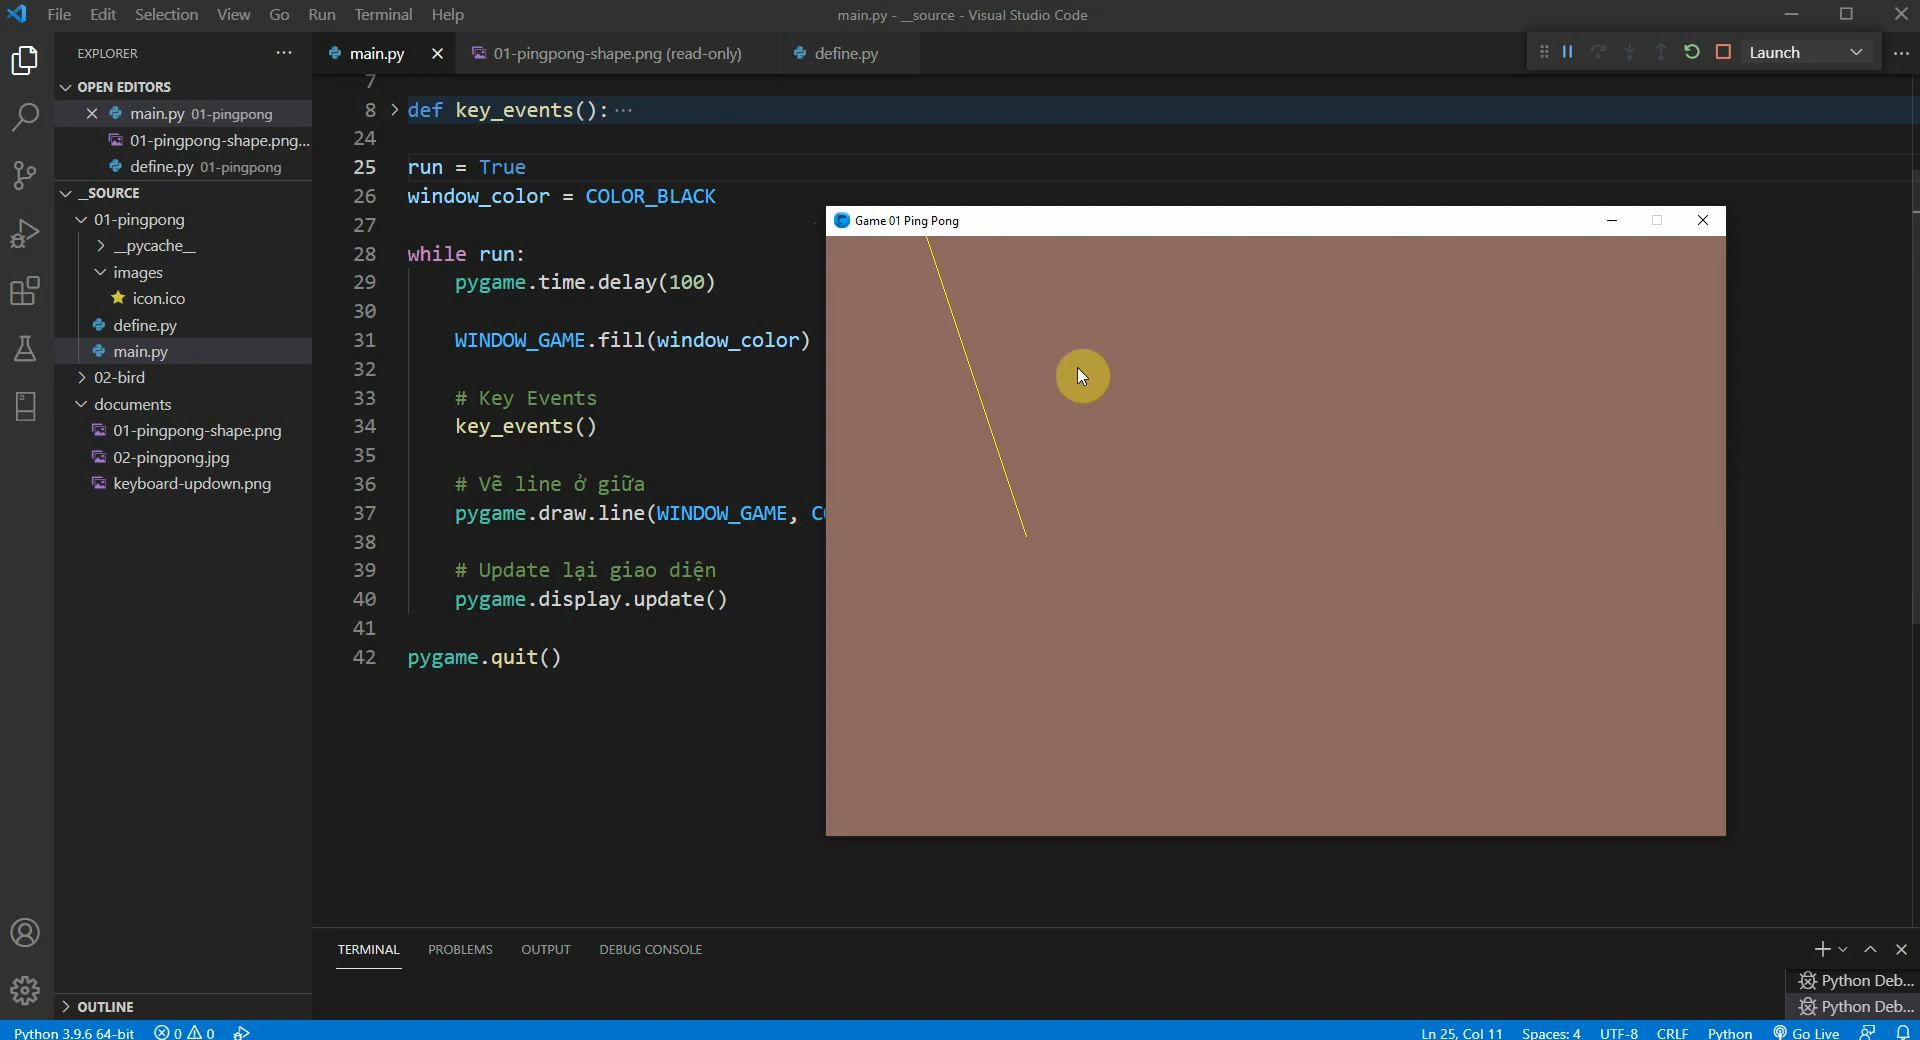 File Edit Selection View Go Run Terminal Help
main.py - __source - Visual Studio Code
EXPLORER
main.py
01-pingpong-shape.png (read-only)
define.py
Launch
OPEN EDITORS
main.py 01-pingpong
01-pingpong-shape.png...
define.py 01-pingpong
_SOURCE
01-pingpong
__pycache__
images
icon.ico
define.py
main.py
02-bird
documents
01-pingpong-shape.png
02-pingpong.jpg
keyboard-updown.png
OUTLINE
7
8 def key_events():···
24
25 run = True
26 window_color = COLOR_BLACK
27
28 while run:
29 pygame.time.delay(100)
30
31 WINDOW_GAME.fill(window_color)
32
33 # Key Events
34 key_events()
35
36 # Vẽ line ở giữa
37 pygame.draw.line(WINDOW_GAME, C
38
39 # Update lại giao diện
40 pygame.display.update()
41
42 pygame.quit()
Game 01 Ping Pong
TERMINAL PROBLEMS OUTPUT DEBUG CONSOLE
Python Deb...
Python Deb...
Python 3.9.6 64-bit 0 0
Ln 25, Col 11 Spaces: 4 UTF-8 CRLF Python Go Live